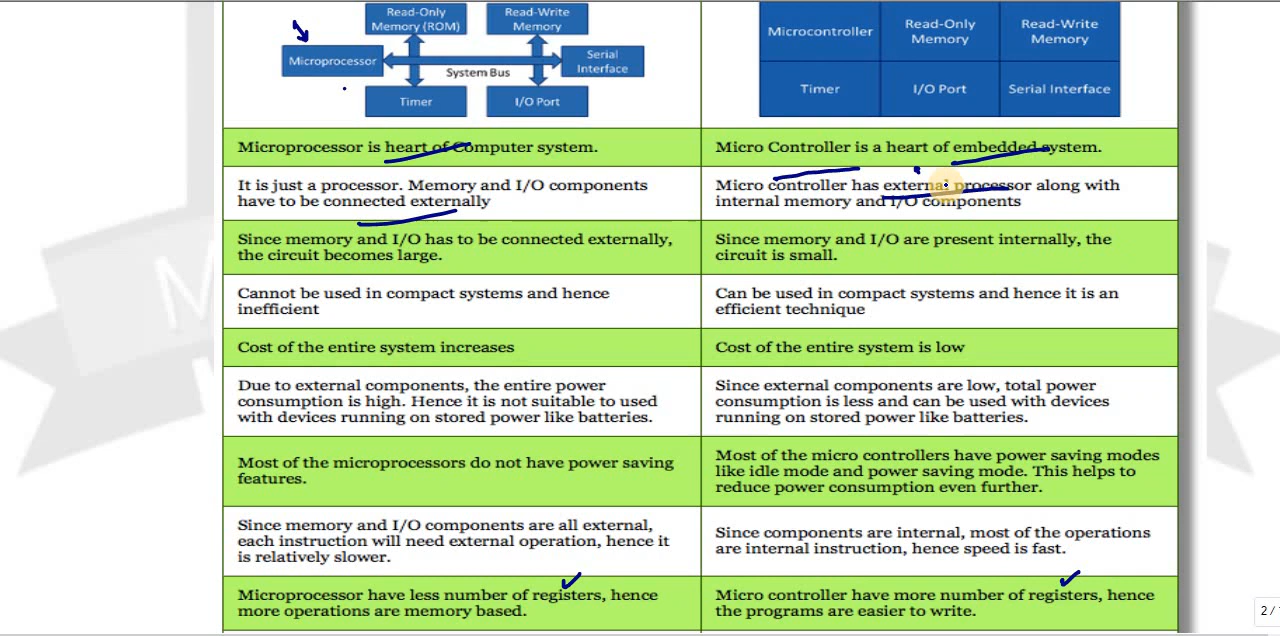 Read-Only
Memory (ROM)
Read-Write
Memory
Microprocessor
Serial
Interface
System Bus
Timer
I/O Port
Microcontroller
Read-Only
Memory
Read-Write
Memory
Timer
I/O Port
Serial Interface
Microprocessor is heart of Computer system.
Micro Controller is a heart of embedded system.
It is just a processor. Memory and I/O components
have to be connected externally
Micro controller has external processor along with
internal memory and I/O components
Since memory and I/O has to be connected externally,
the circuit becomes large.
Since memory and I/O are present internally, the
circuit is small.
Cannot be used in compact systems and hence
inefficient
Can be used in compact systems and hence it is an
efficient technique
Cost of the entire system increases
Cost of the entire system is low
Due to external components, the entire power
consumption is high. Hence it is not suitable to used
with devices running on stored power like batteries.
Since external components are low, total power
consumption is less and can be used with devices
running on stored power like batteries.
Most of the microprocessors do not have power saving
features.
Most of the micro controllers have power saving modes
like idle mode and power saving mode. This helps to
reduce power consumption even further.
Since memory and I/O components are all external,
each instruction will need external operation, hence it
is relatively slower.
Since components are internal, most of the operations
are internal instruction, hence speed is fast.
Microprocessor have less number of registers, hence
more operations are memory based.
Micro controller have more number of registers, hence
the programs are easier to write.
2 /